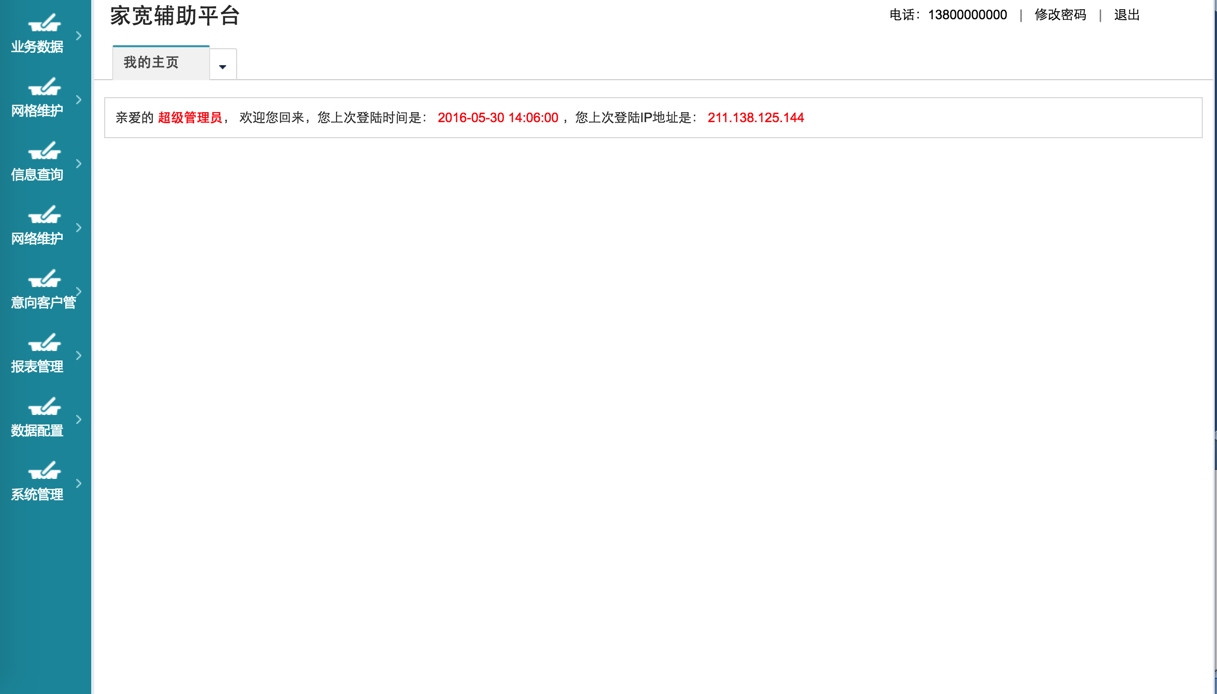 家宽辅助平台
电话：13800000000 | 修改密码 | 退出
我的主页
亲爱的 超级管理员， 欢迎您回来，您上次登陆时间是： 2016-05-30 14:06:00 ，您上次登陆IP地址是： 211.138.125.144
业务数据
网格维护
信息查询
网络维护
意向客户管
报表管理
数据配置
系统管理